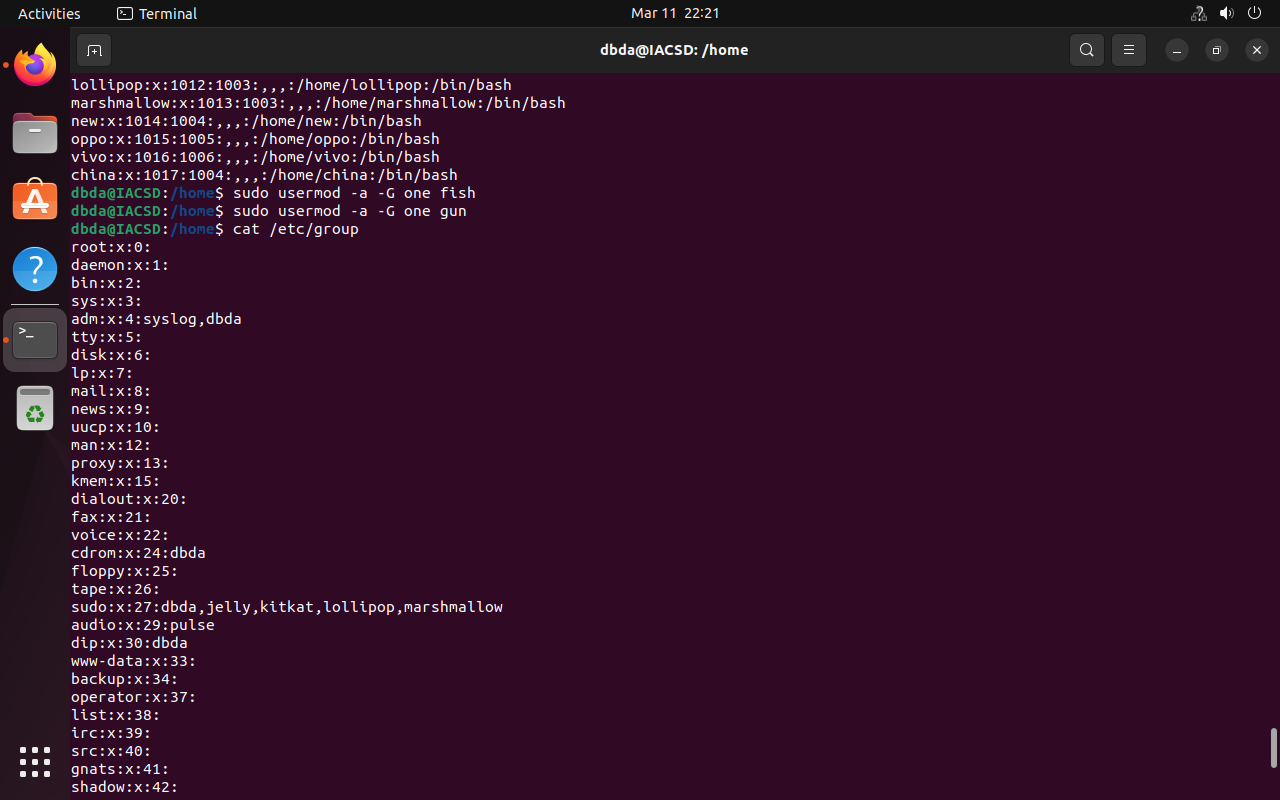 Activities
Terminal
Mar 11 22:21
dbda@IACSD: /home
lollipop:x:1012:1003:,,,:/home/lollipop:/bin/bash
marshmallow:x:1013:1003:,,,:/home/marshmallow:/bin/bash
new:x:1014:1004:,,,:/home/new:/bin/bash
oppo:x:1015:1005:,,,:/home/oppo:/bin/bash
vivo:x:1016:1006:,,,:/home/vivo:/bin/bash
china:x:1017:1004:,,,:/home/china:/bin/bash
dbda@IACSD:/home$ sudo usermod -a -G one fish
dbda@IACSD:/home$ sudo usermod -a -G one gun
dbda@IACSD:/home$ cat /etc/group
root:x:0:
daemon:x:1:
bin:x:2:
sys:x:3:
adm:x:4:syslog,dbda
tty:x:5:
disk:x:6:
lp:x:7:
mail:x:8:
news:x:9:
uucp:x:10:
man:x:12:
proxy:x:13:
kmem:x:15:
dialout:x:20:
fax:x:21:
voice:x:22:
cdrom:x:24:dbda
floppy:x:25:
tape:x:26:
sudo:x:27:dbda,jelly,kitkat,lollipop,marshmallow
audio:x:29:pulse
dip:x:30:dbda
www-data:x:33:
backup:x:34:
operator:x:37:
list:x:38:
irc:x:39:
src:x:40:
gnats:x:41:
shadow:x:42: